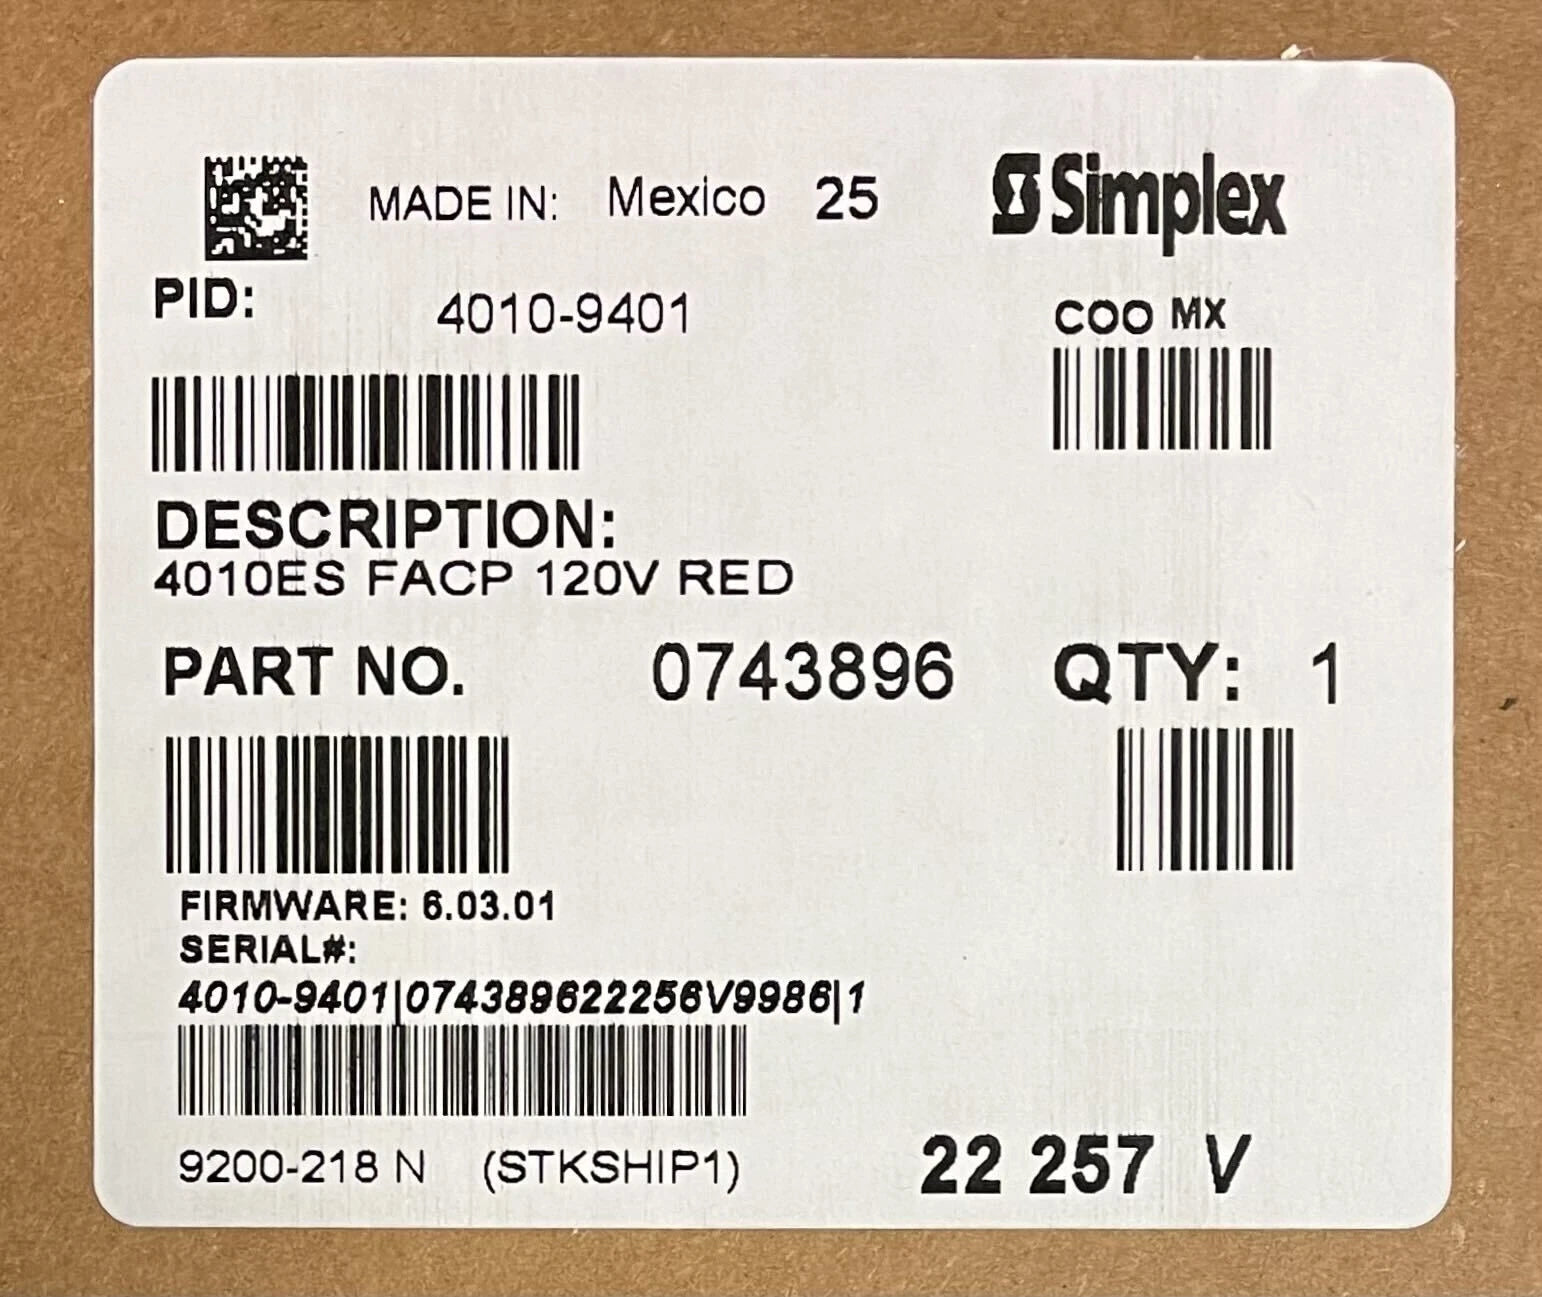 MADE IN: Mexico 25 Simplex
PID: 4010-9401 COO MX
DESCRIPTION:
4010ES FACP 120V RED
PART NO. 0743896 QTY: 1
FIRMWARE: 6.03.01
SERIAL#:
4010-9401|074389622256V9986|1
9200-218 N (STKSHIP1) 22 257 V